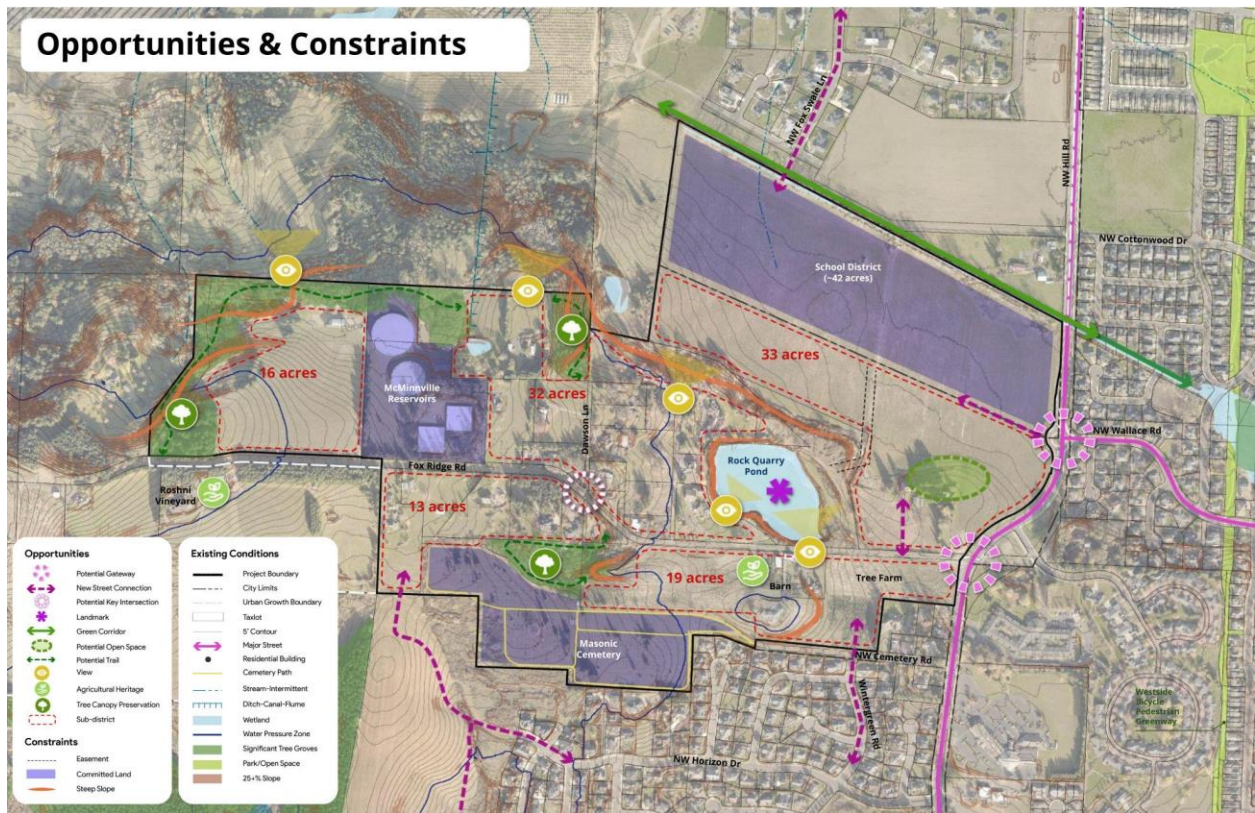 Opportunities & Constraints
NW Fox Swale Ln
NW Hill Rd
NW Cottonwood Dr
School District
(~42 acres)
33 acres
16 acres
McMinnville
Reservoirs
32 acres
Dawson Ln
NW Wallace Rd
Rock Quarry
Pond
Fox Ridge Rd
Roshni
Vineyard
13 acres
19 acres
Barn
Tree Farm
Masonic
Cemetery
NW Cemetery Rd
Wintergreen Rd
NW Horizon Dr
Westside
Bicycle
Pedestrian
Greenway
Opportunities
Potential Gateway
New Street Connection
Potential Key Intersection
Landmark
Green Corridor
Potential Open Space
Potential Trail
View
Agricultural Heritage
Tree Canopy Preservation
Sub-district
Constraints
Easement
Committed Land
Steep Slope
Existing Conditions
Project Boundary
City Limits
Urban Growth Boundary
Taxlot
5' Contour
Major Street
Residential Building
Cemetery Path
Stream-Intermittent
Ditch-Canal-Flume
Wetland
Water Pressure Zone
Significant Tree Groves
Park/Open Space
25+% Slope